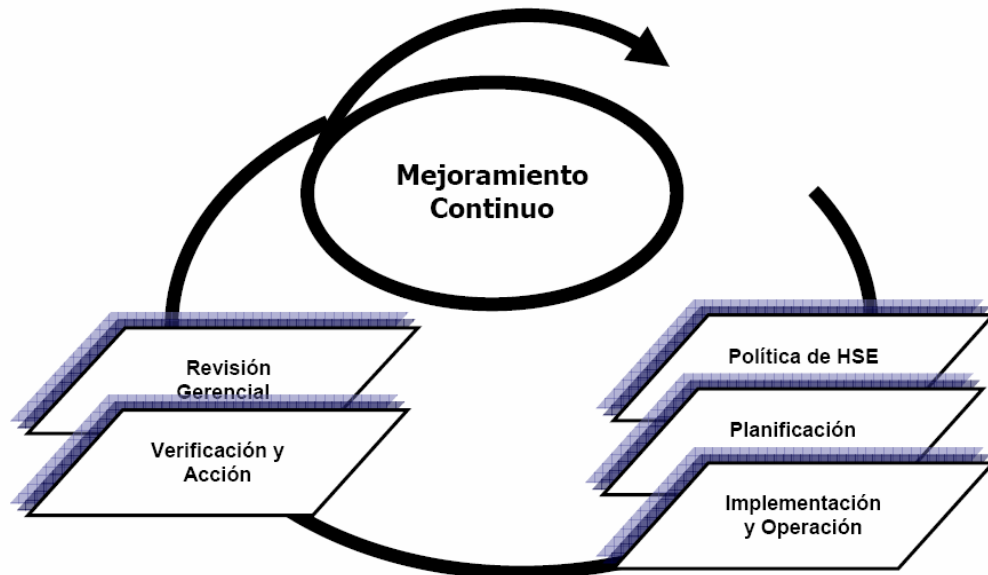 Mejoramiento
Continuo
Revisión
Gerencial
Verificación y
Acción
Política de HSE
Planificación
Implementación
y Operación